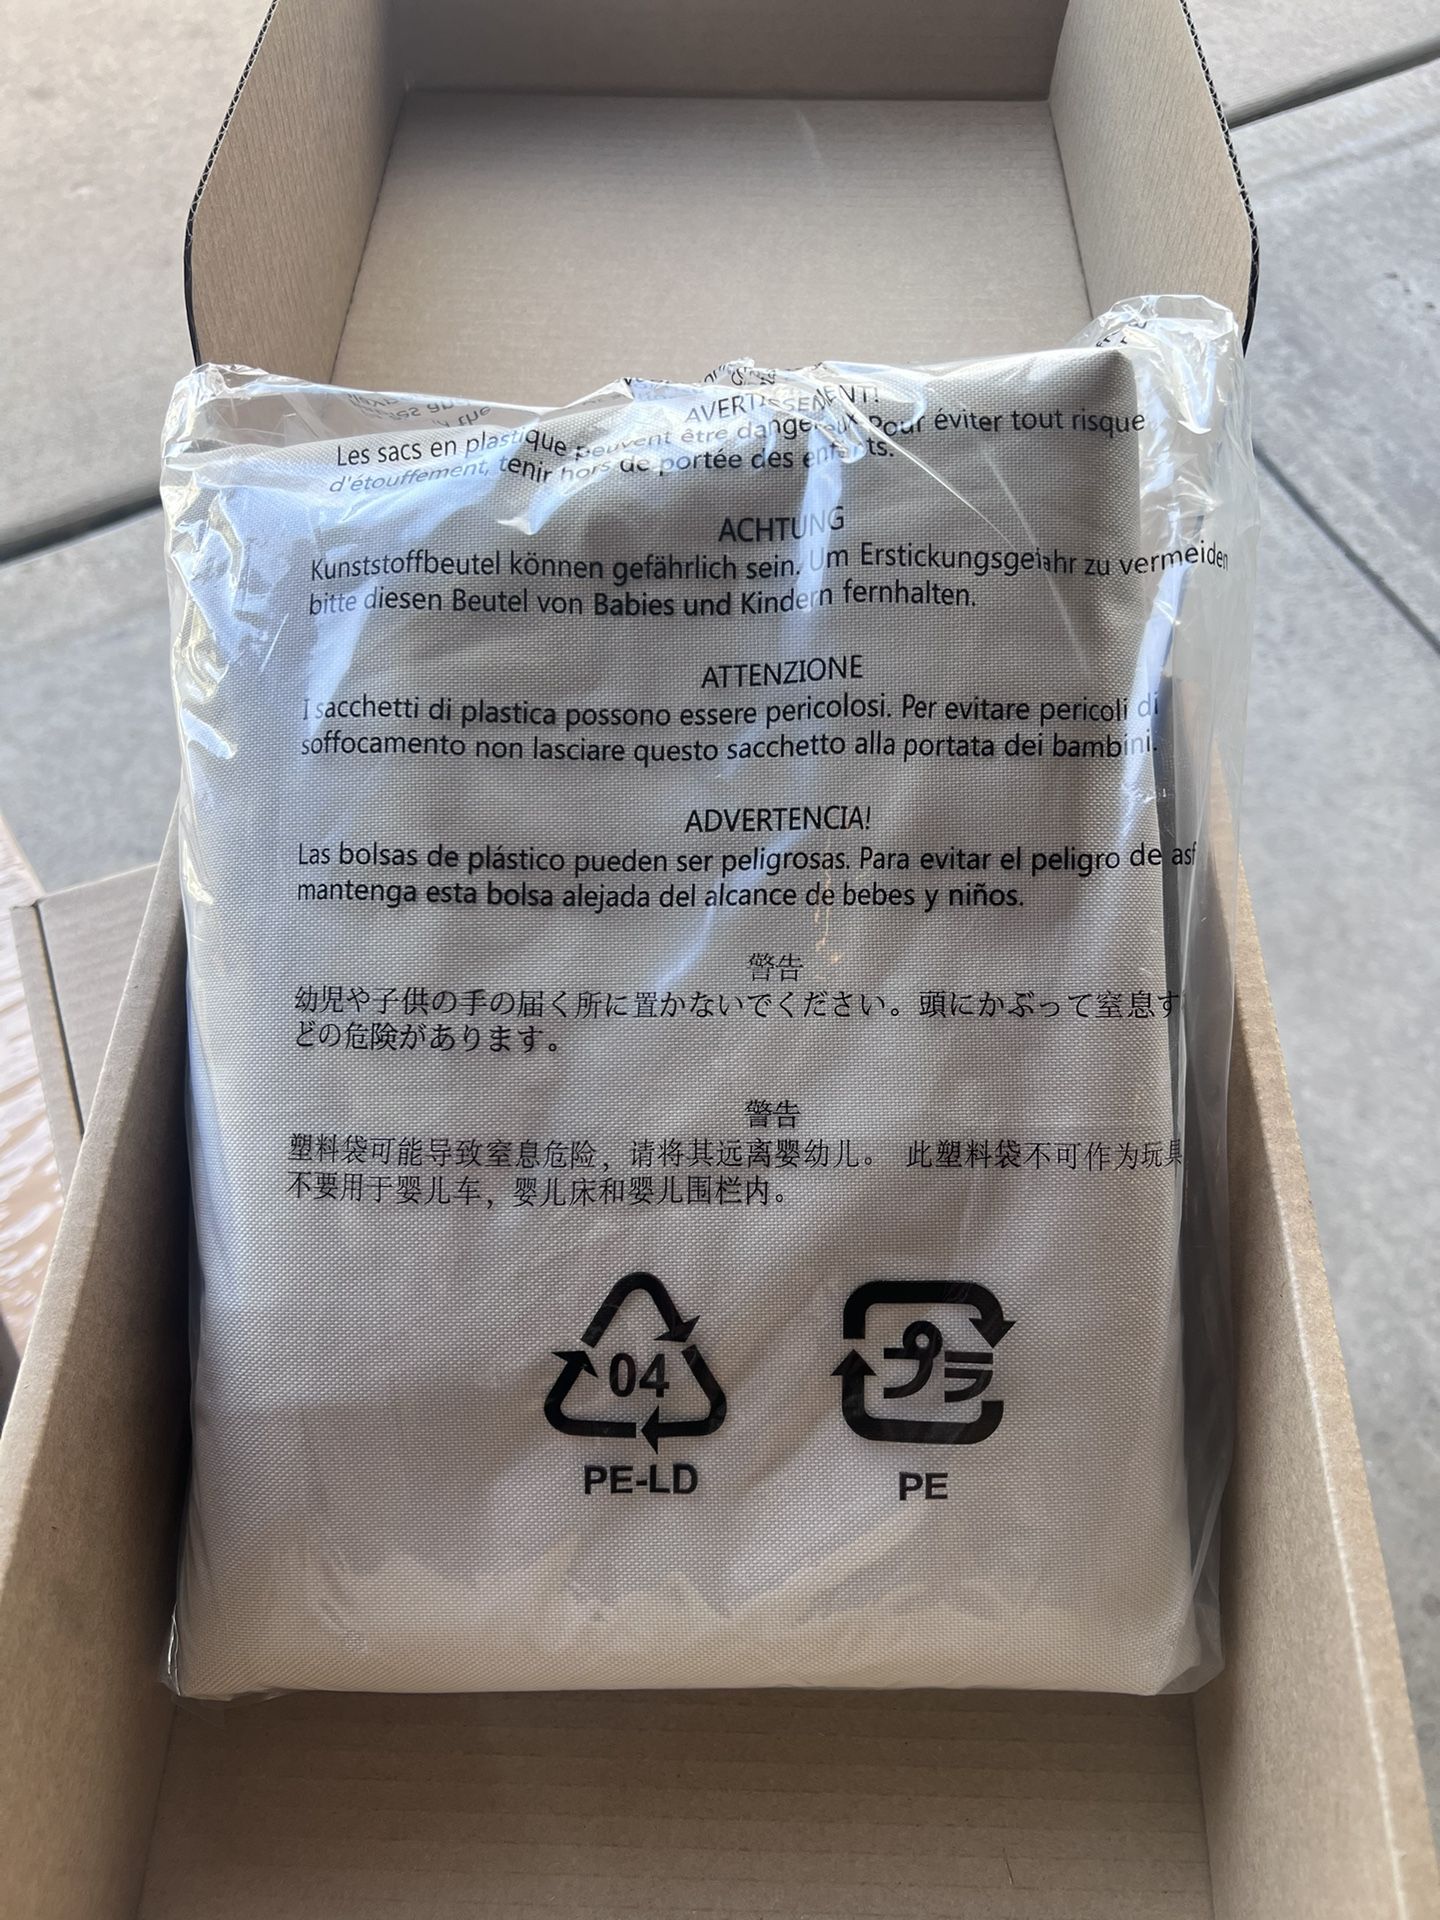 AVERTISSEMENT!
Les sacs en plastique peuvent être dangereux. Pour éviter tout risque
d'étouffement, tenir hors de portée des enfants.
ACHTUNG
Kunststoffbeutel können gefährlich sein. Um Erstickungsgefahr zu vermeiden
bitte diesen Beutel von Babies und Kindern fernhalten.
ATTENZIONE
I sacchetti di plastica possono essere pericolosi. Per evitare pericoli di
soffocamento non lasciare questo sacchetto alla portata dei bambini.
ADVERTENCIA!
Las bolsas de plástico pueden ser peligrosas. Para evitar el peligro de asf
mantenga esta bolsa alejada del alcance de bebes y niños.
警告
幼児や子供の手の届く所に置かないでください。頭にかぶって窒息す
どの危険があります。
警告
塑料袋可能导致窒息危险，请将其远离婴幼儿。 此塑料袋不可作为玩具
不要用于婴儿车，婴儿床和婴儿围栏内。
04
PE-LD
プラ
PE